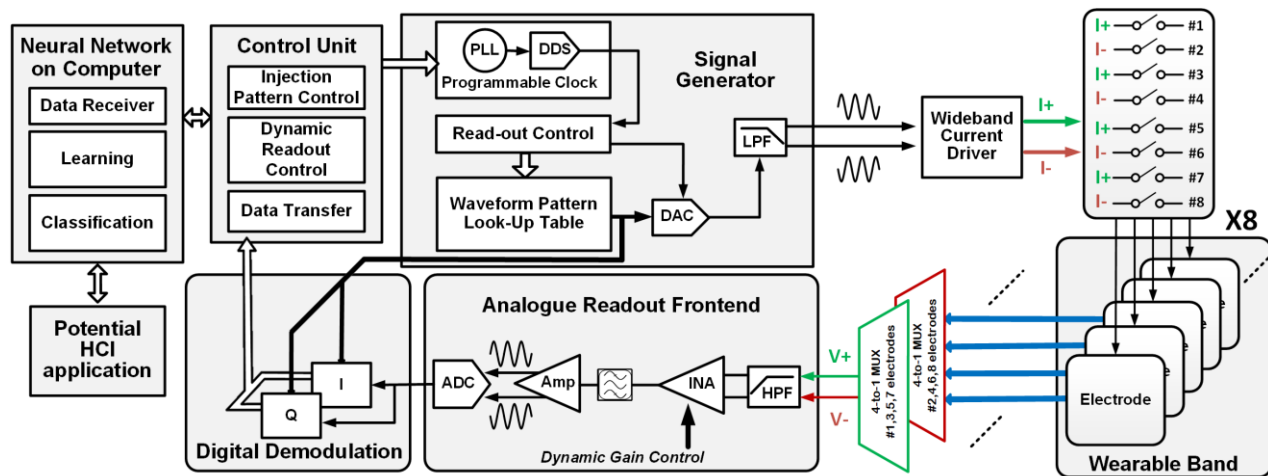 Neural Network
on Computer
Data Receiver
Learning
Classification
Potential
HCI
application
Control Unit
Injection
Pattern Control
Dynamic
Readout
Control
Data Transfer
PLL
DDS
Programmable Clock
Signal
Generator
Read-out Control
Waveform Pattern
Look-Up Table
DAC
LPF
Wideband
Current
Driver
I+
I-
I+ #1
I- #2
I+ #3
I- #4
I+ #5
I- #6
I+ #7
I- #8
X8
Digital Demodulation
I
Q
Analogue Readout Frontend
ADC
Amp
INA
HPF
Dynamic Gain Control
V+
V-
4-to-1 MUX
#1,3,5,7 electrodes
4-to-1 MUX
#2,4,6,8 electrodes
e
e
e
Electrode
Wearable Band